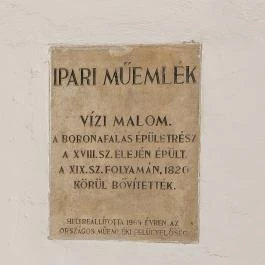 IPARI MŰEMLÉK
VÍZI MALOM.
A BORONAFALAS ÉPÜLETRÉSZ
A XVIII. SZ. ELEJÉN ÉPÜLT
A XIX. SZ. FOLYAMÁN, 1820
KÖRÜL BŐVÍTETTÉK.
HELYREÁLLÍTOTTA ÉVBEN AZ
ORSZÁGOS MŰEMLÉKI FELÜGYELŐSÉG